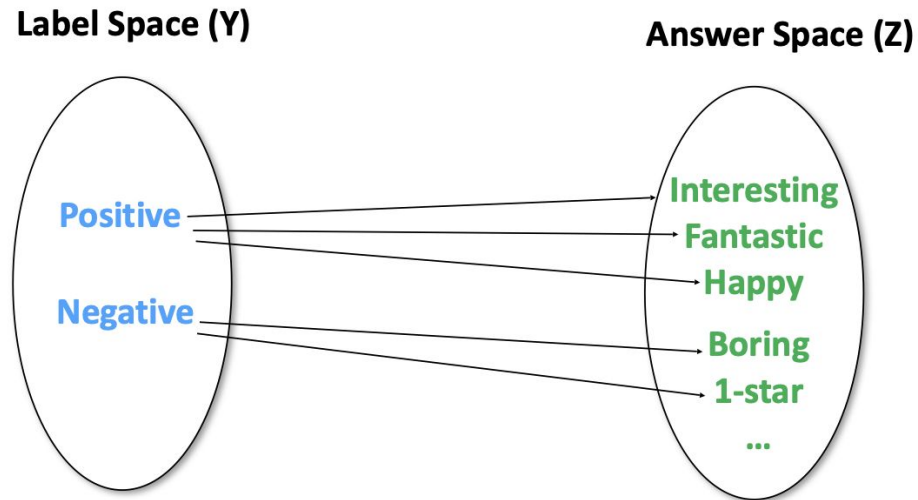 Label Space (Y)
Answer Space (Z)
Positive
Negative
Interesting
Fantastic
Happy
Boring
1-star
...